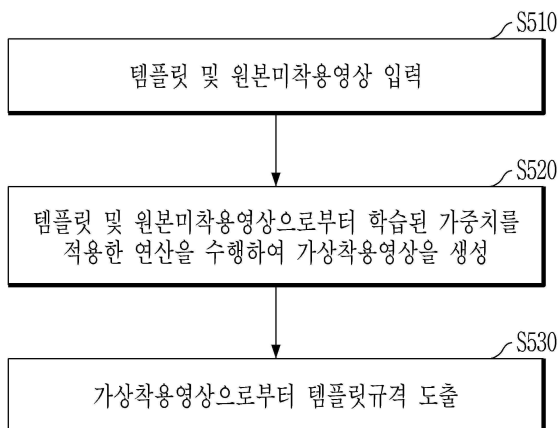 S510
템플릿 및 원본미착용영상 입력
S520
템플릿 및 원본미착용영상으로부터 학습된 가중치를
적용한 연산을 수행하여 가상착용영상을 생성
S530
가상착용영상으로부터 템플릿규격 도출